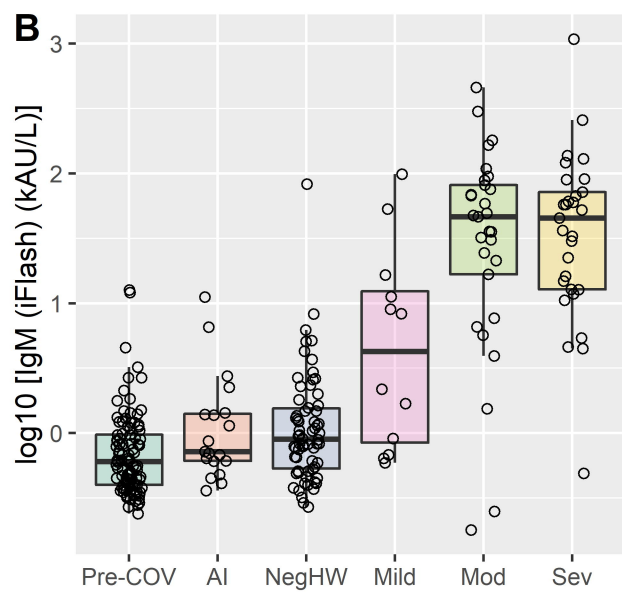 B
log10 [IgM (iFlash) (kAU/L)]
3
2
1
0
Pre-COV AI NegHW Mild Mod Sev